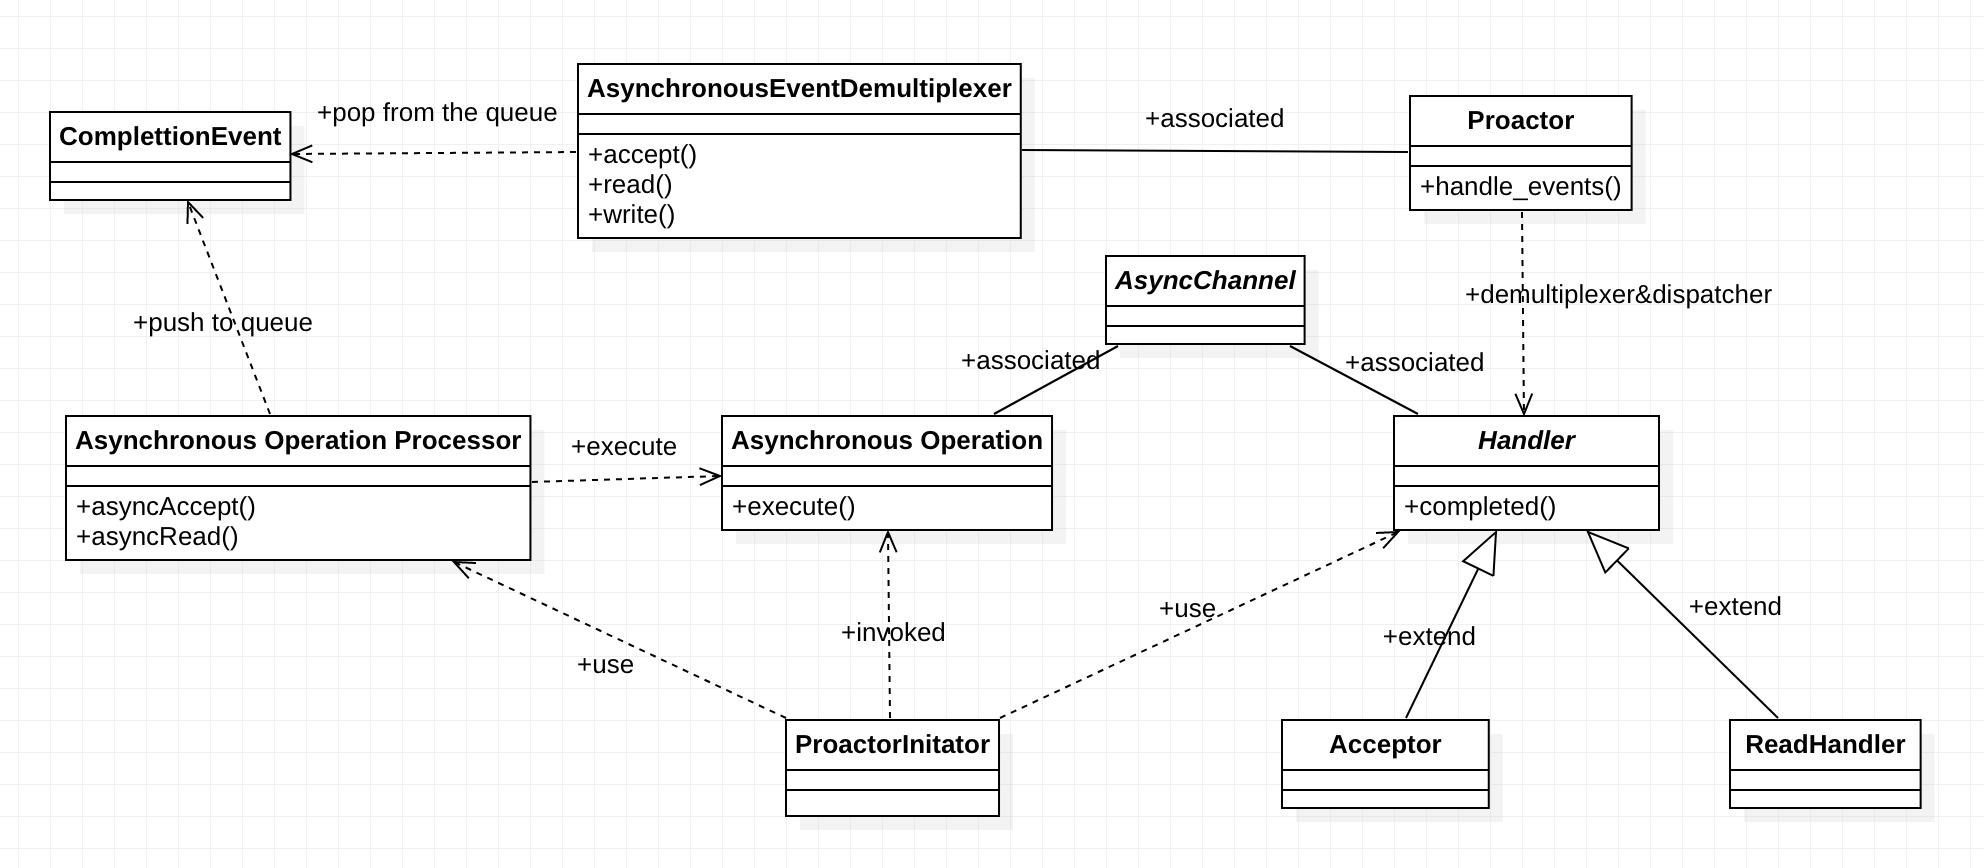 AsynchronousEventDemultiplexer
+accept()
+read()
+write()
+pop from the queue
ComplettionEvent
+associated
Proactor
+handle_events()
AsyncChannel
+demultiplexer&dispatcher
+push to queue
+associated
+associated
Asynchronous Operation Processor
+asyncAccept()
+asyncRead()
+execute
Asynchronous Operation
+execute()
Handler
+completed()
+use
+invoked
+use
+extend
+extend
ProactorInitator
Acceptor
ReadHandler